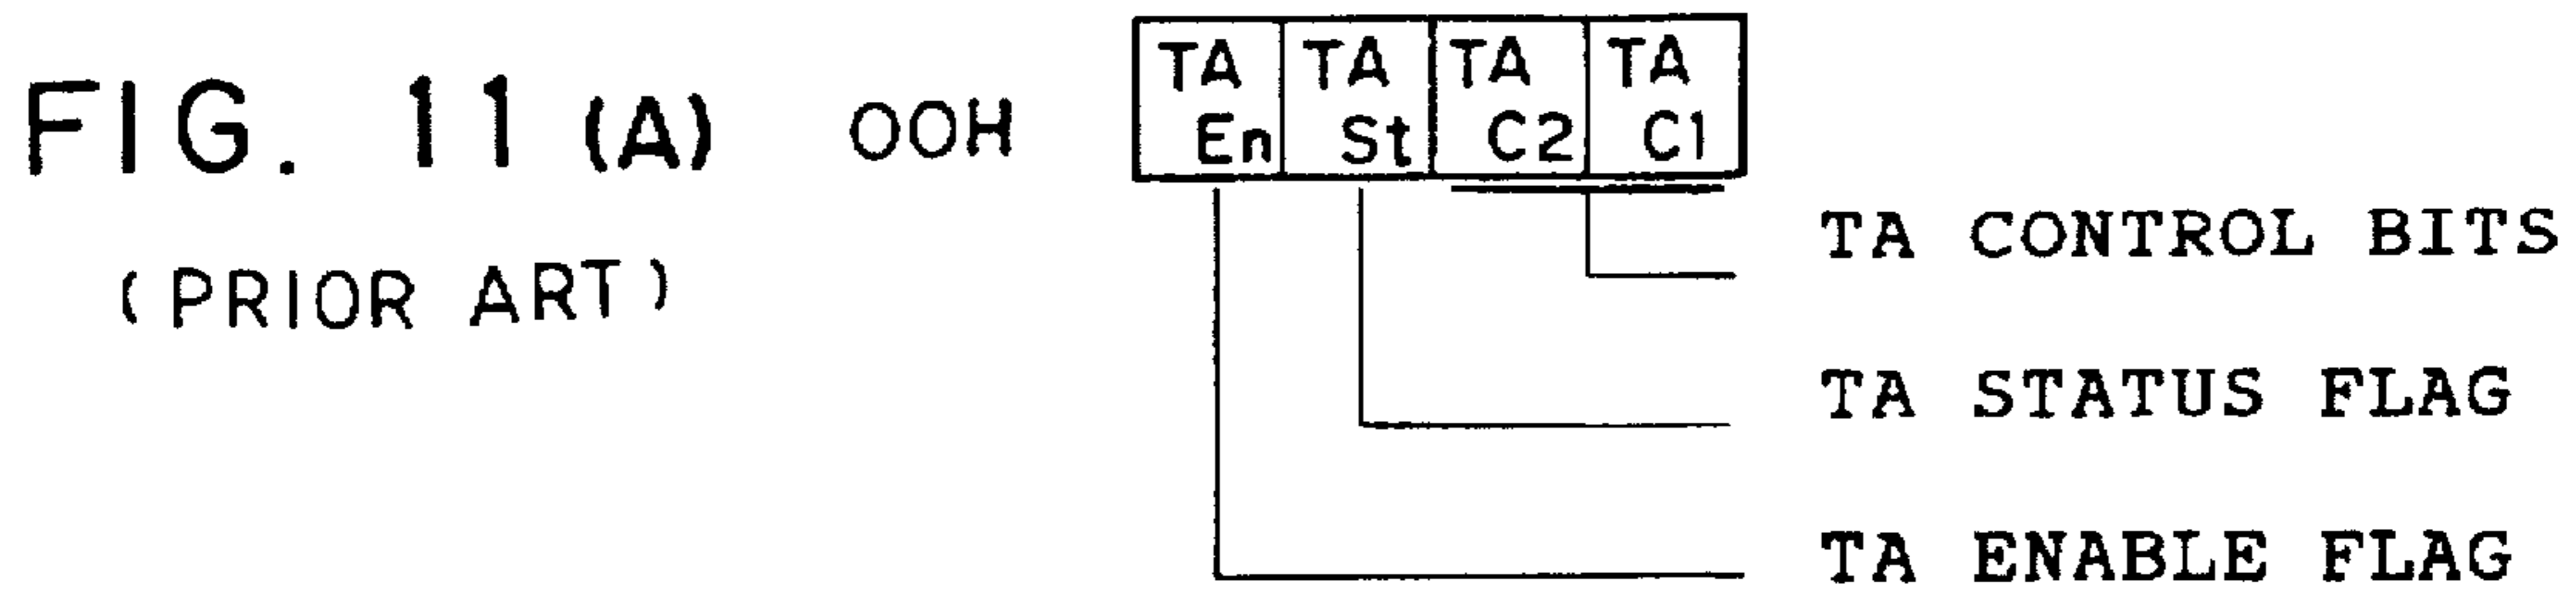 FIG. 11 (A) 00H
TA TA TA TA
En St C2 C1
(PRIOR ART)
TA CONTROL BITS
TA STATUS FLAG
TA ENABLE FLAG